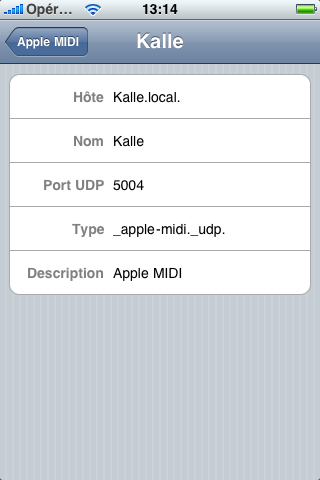 Opér... 13:14
Apple MIDI Kalle
Hôte Kalle.local.
Nom Kalle
Port UDP 5004
Type _apple-midi._udp.
Description Apple MIDI